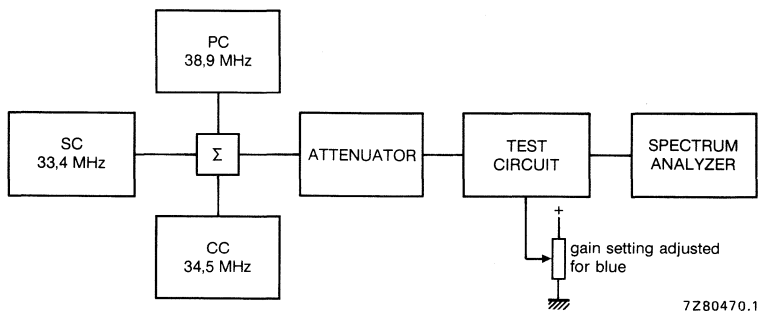 PC
38,9 MHz
SC
33,4 MHz
Σ
ATTENUATOR
TEST
CIRCUIT
SPECTRUM
ANALYZER
CC
34,5 MHz
+
gain setting adjusted
for blue
7Z80470.1